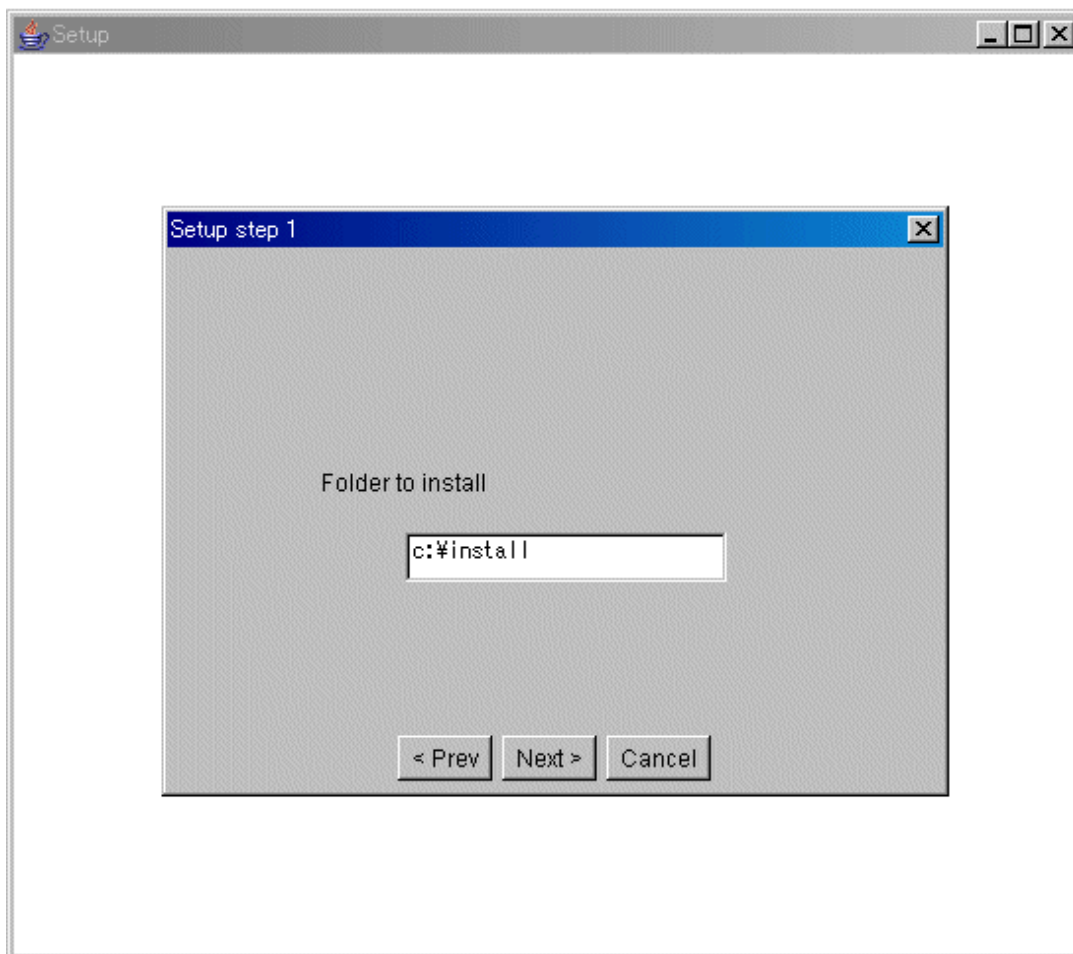 Setup
Setup step 1
Folder to install
c:¥install
< Prev Next > Cancel